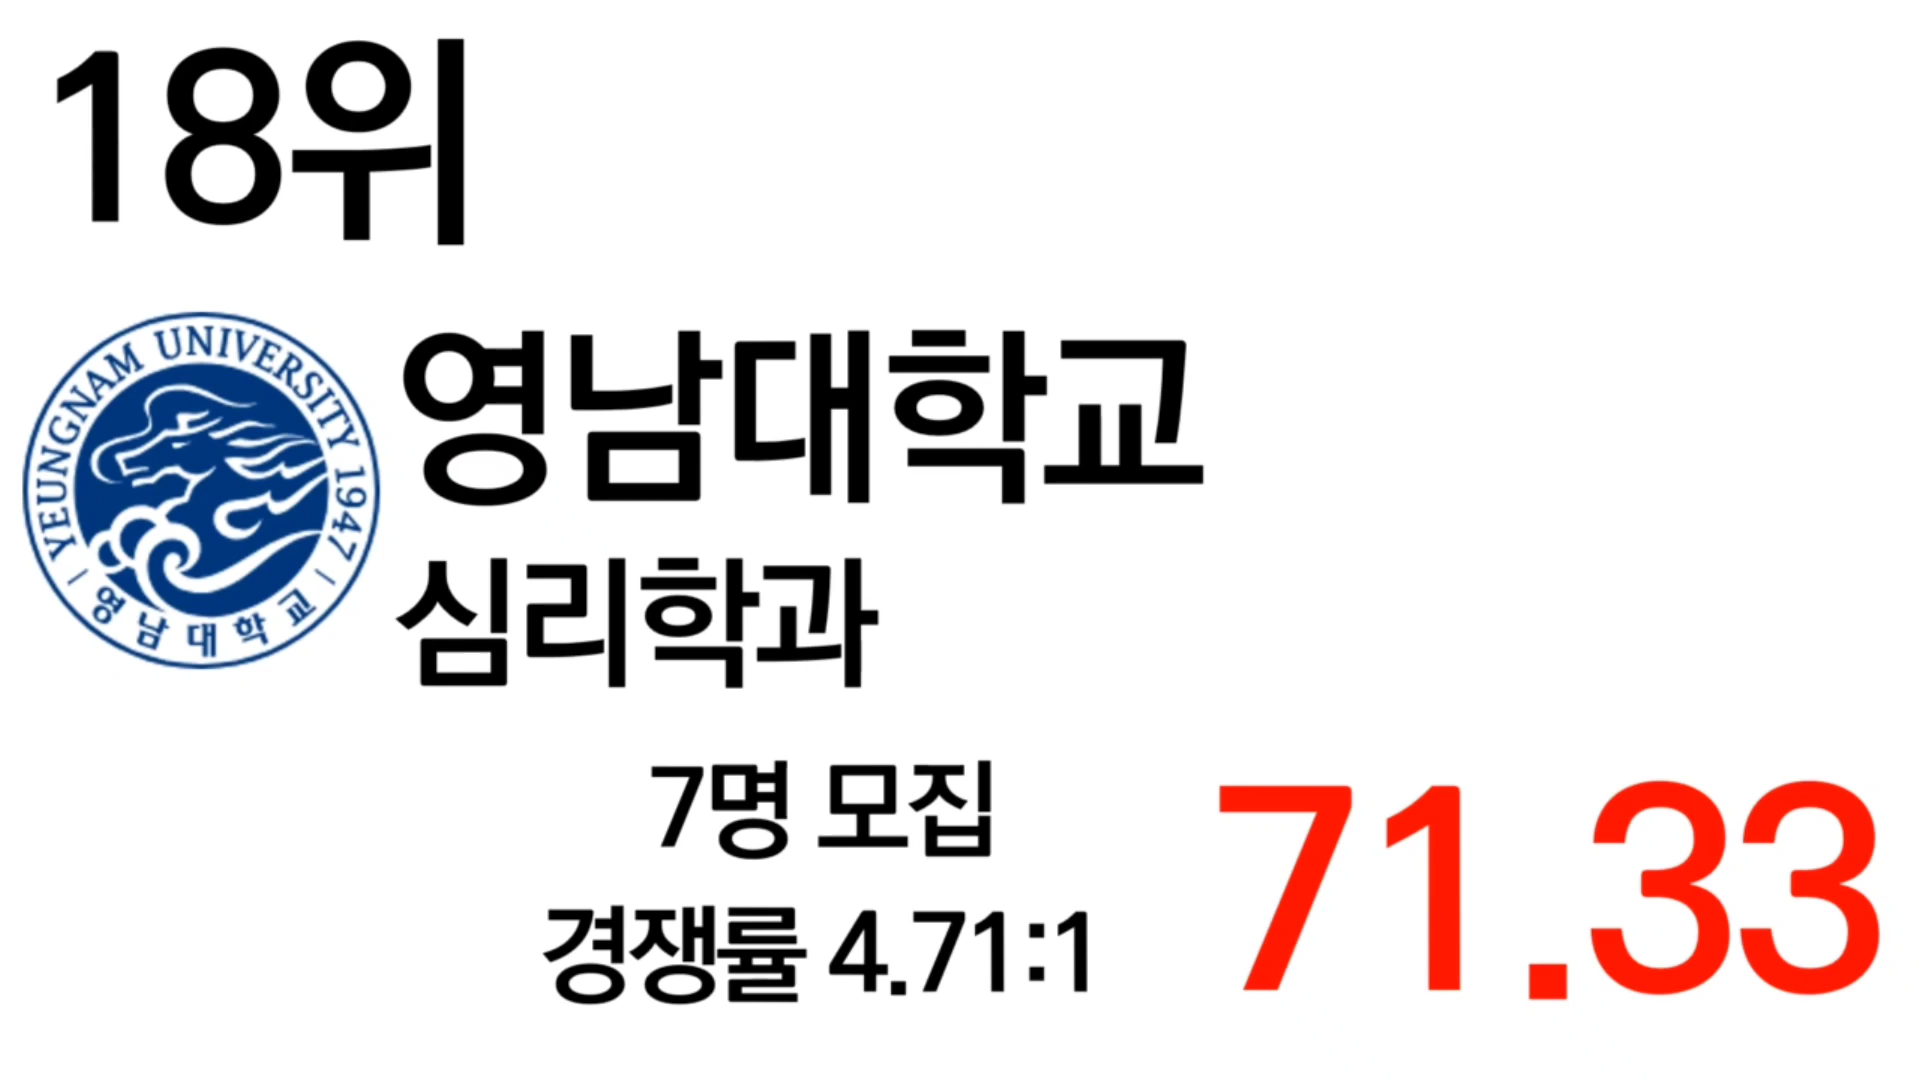 18위
YEUNGNAM UNIVERSITY 1947
영남대학교
영남대학교
심리학과
7명 모집
경쟁률 4.71:1
71.33